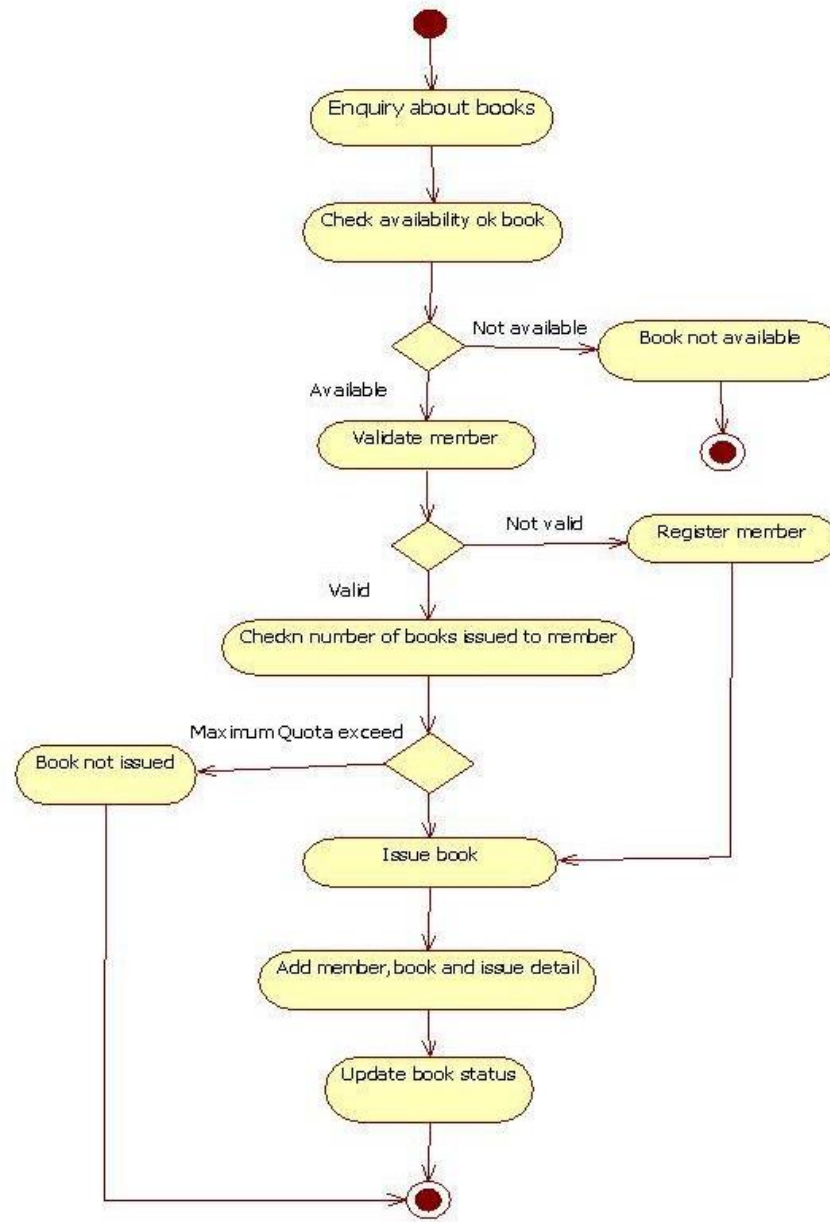 Enquiry about books
Check availability ok book
Not available
Book not available
Available
Validate member
Not valid
Register member
Valid
Checkn number of books issued to member
Maximum Quota exceed
Book not issued
Issue book
Add member,book and issue detail
Update book status